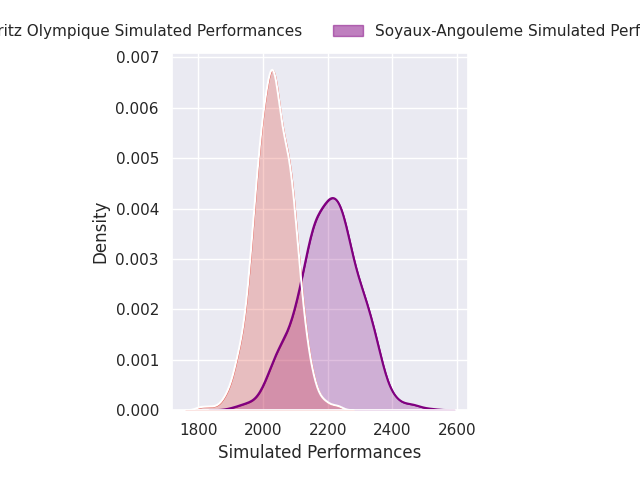 ritz Olympique Simulated Performances Soyaux-Angouleme Simulated Perf
0.007
0.006
0.005
0.004
0.003
0.002
0.001
0.000
Density
1800 2000 2200 2400 2600
Simulated Performances